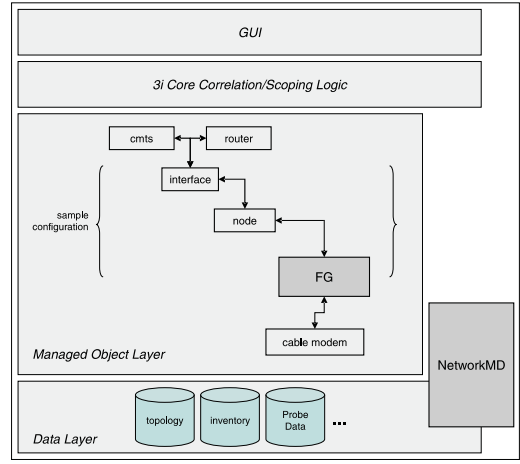 GUI
3i Core Correlation/Scoping Logic
cmts
router
interface
sample
configuration
node
FG
cable modem
Managed Object Layer
NetworkMD
topology
inventory
Probe
Data
...
Data Layer